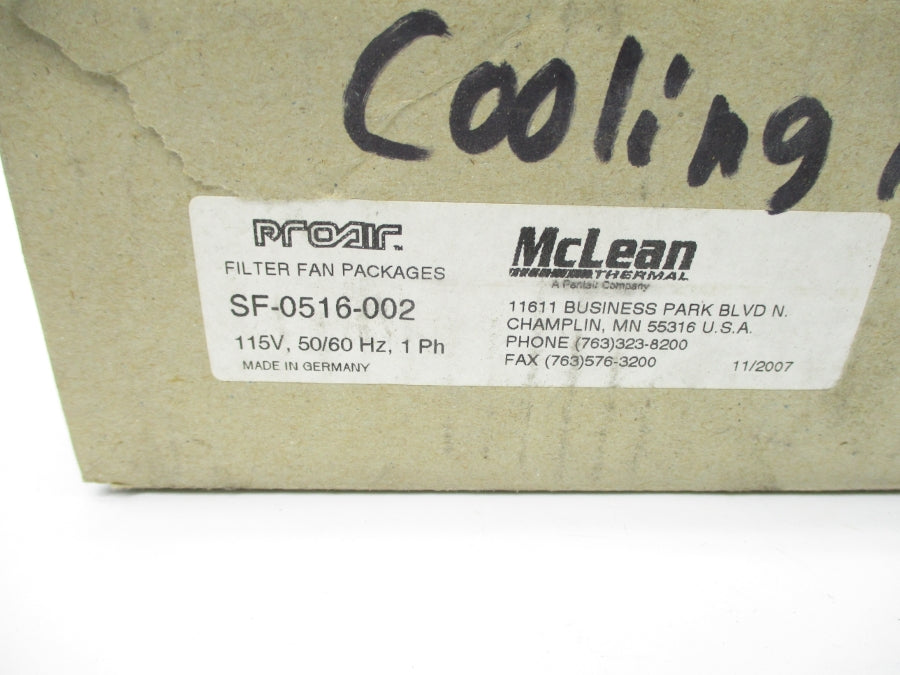 Cooling
PROAIR™
FILTER FAN PACKAGES
SF-0516-002
115V, 50/60 Hz, 1 Ph
MADE IN GERMANY
McLean
THERMAL
A Pentair Company
11611 BUSINESS PARK BLVD N.
CHAMPLIN, MN 55316 U.S.A.
PHONE (763)323-8200
FAX (763)576-3200
11/2007